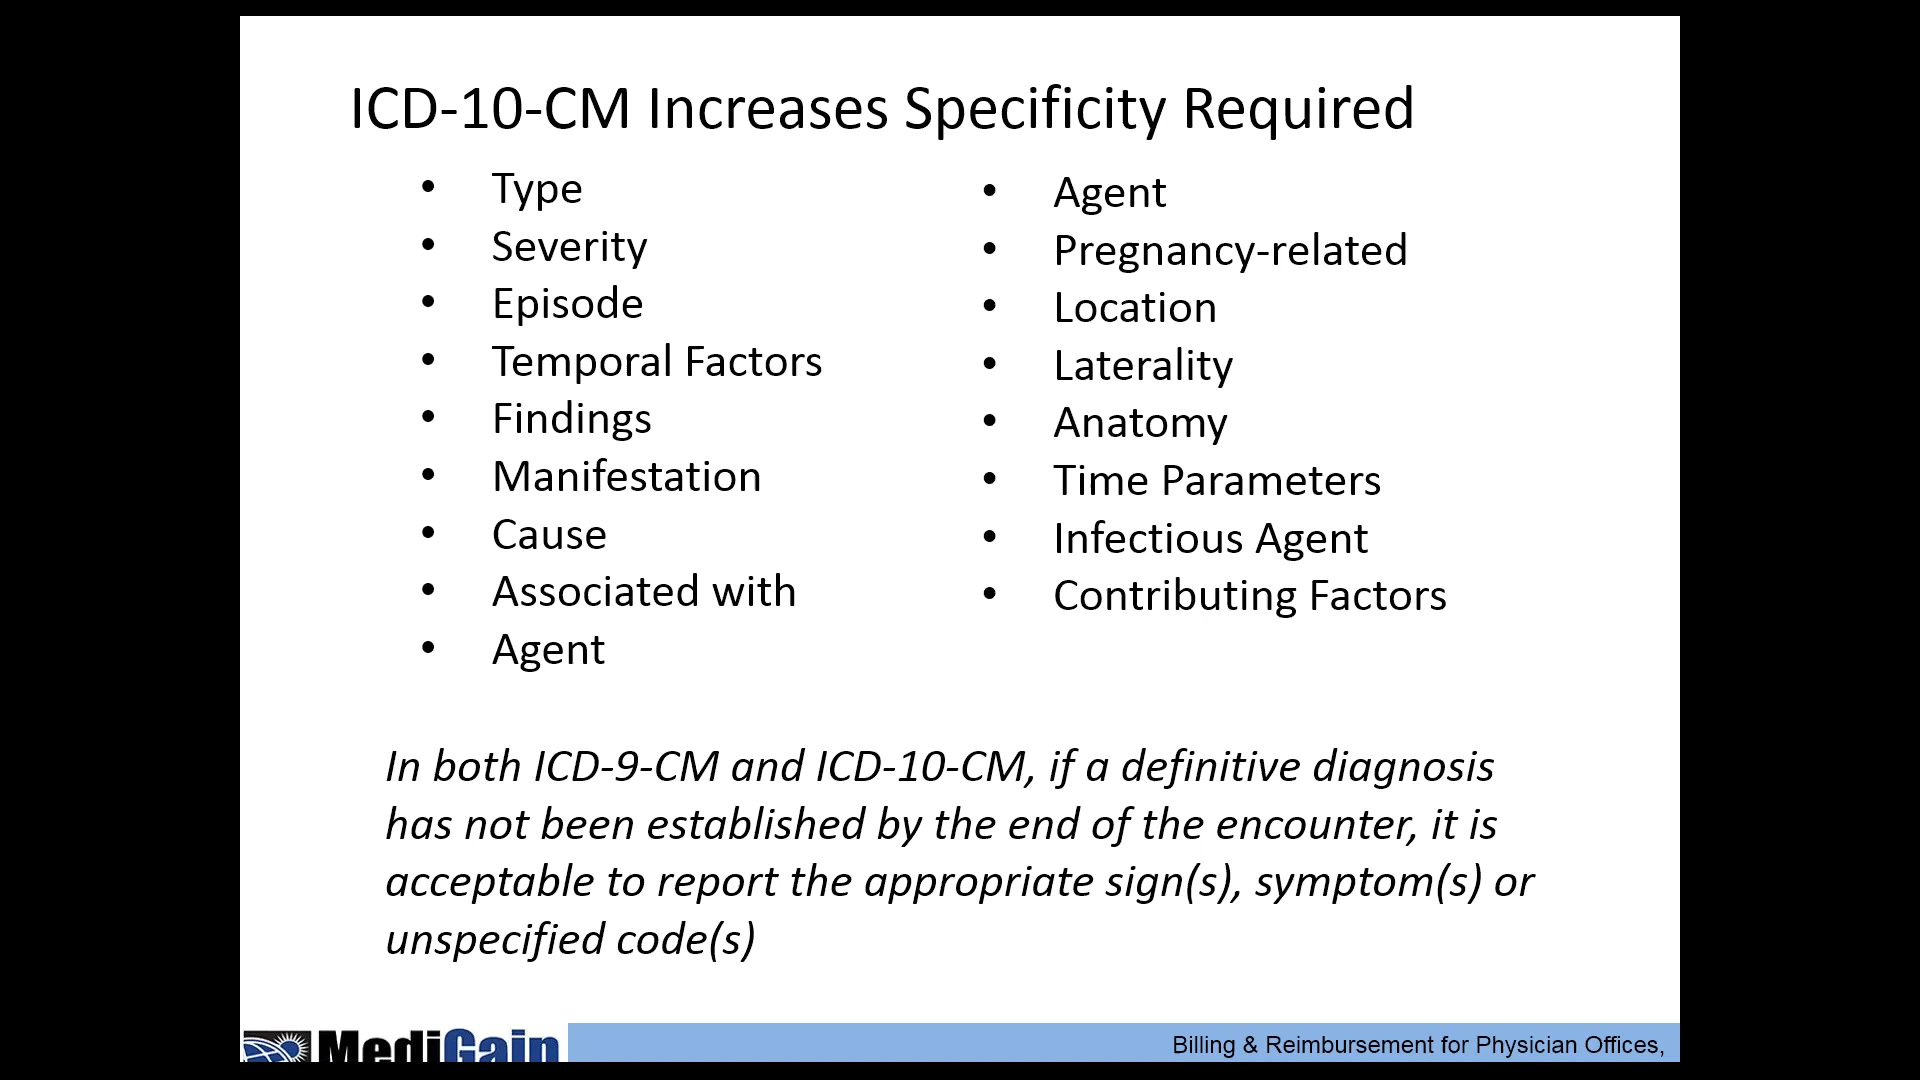 ICD-10-CM Increases Specificity Required
• Type
• Severity
• Episode
• Temporal Factors
• Findings
• Manifestation
• Cause
• Associated with
• Agent
• Agent
• Pregnancy-related
• Location
• Laterality
• Anatomy
• Time Parameters
• Infectious Agent
• Contributing Factors
In both ICD-9-CM and ICD-10-CM, if a definitive diagnosis
has not been established by the end of the encounter, it is
acceptable to report the appropriate sign(s), symptom(s) or
unspecified code(s)
MediGain
Billing & Reimbursement for Physician Offices,